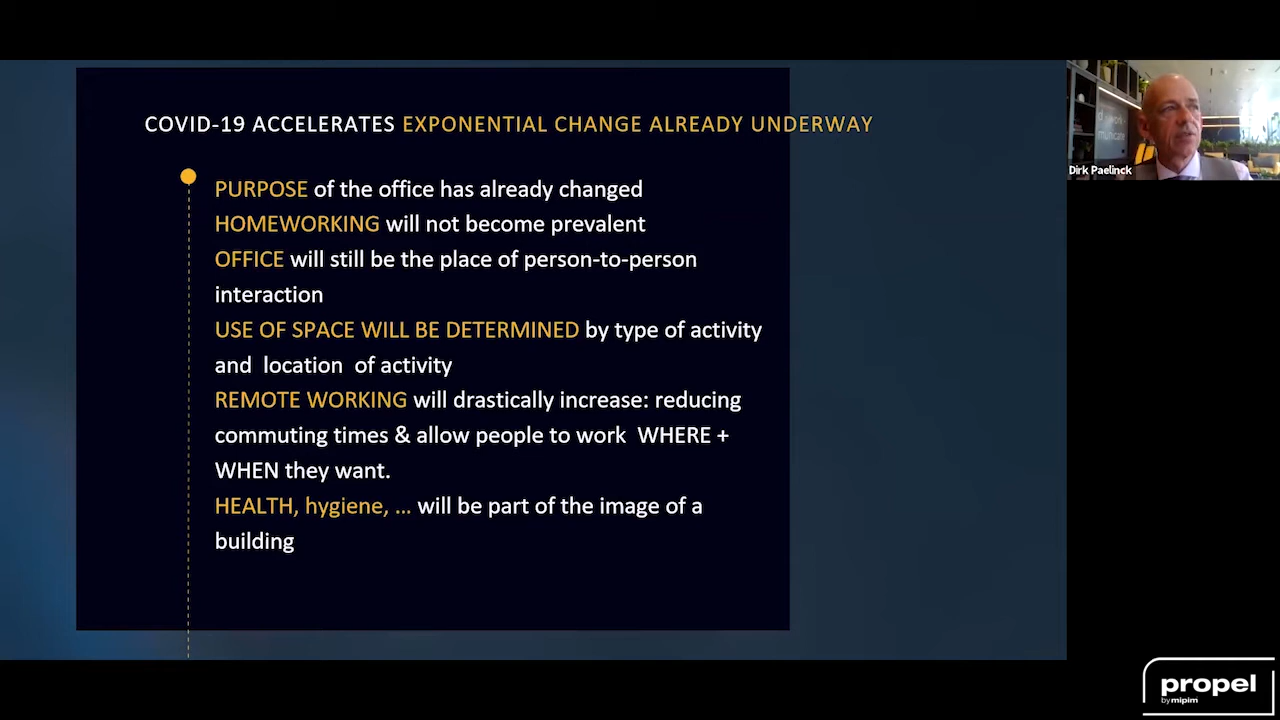 COVID-19 ACCELERATES EXPONENTIAL CHANGE ALREADY UNDERWAY
PURPOSE of the office has already changed
HOMEWORKING will not become prevalent
OFFICE will still be the place of person-to-person
interaction
USE OF SPACE WILL BE DETERMINED by type of activity
and location of activity
REMOTE WORKING will drastically increase: reducing
commuting times & allow people to work WHERE +
WHEN they want.
HEALTH, hygiene, ... will be part of the image of a
building
Dirk Paelinck
propel
by mipim